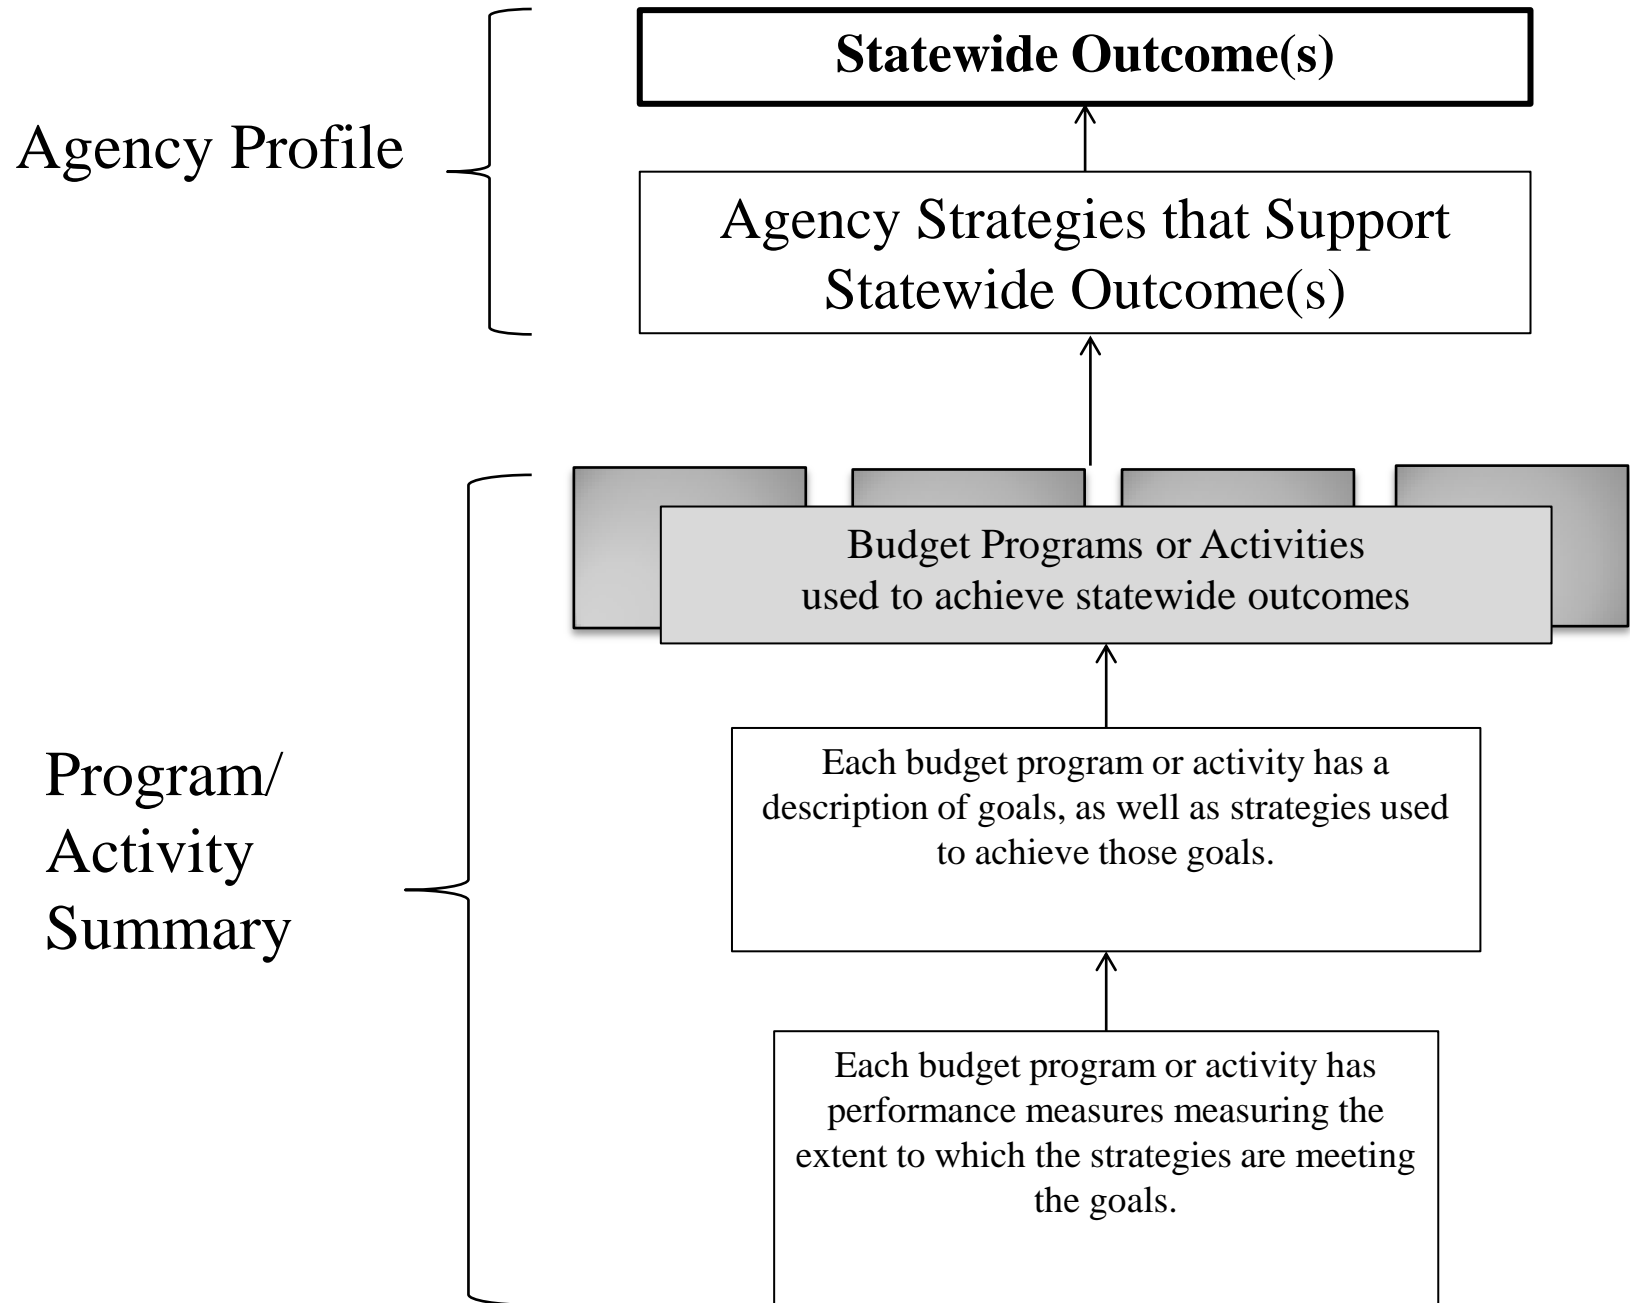 Statewide Outcome(s)
Agency Profile
Agency Strategies that Support
Statewide Outcome(s)
Budget Programs or Activities
used to achieve statewide outcomes
Program/
Activity
Summary
Each budget program or activity has a
description of goals, as well as strategies used
to achieve those goals.
Each budget program or activity has
performance measures measuring the
extent to which the strategies are meeting
the goals.